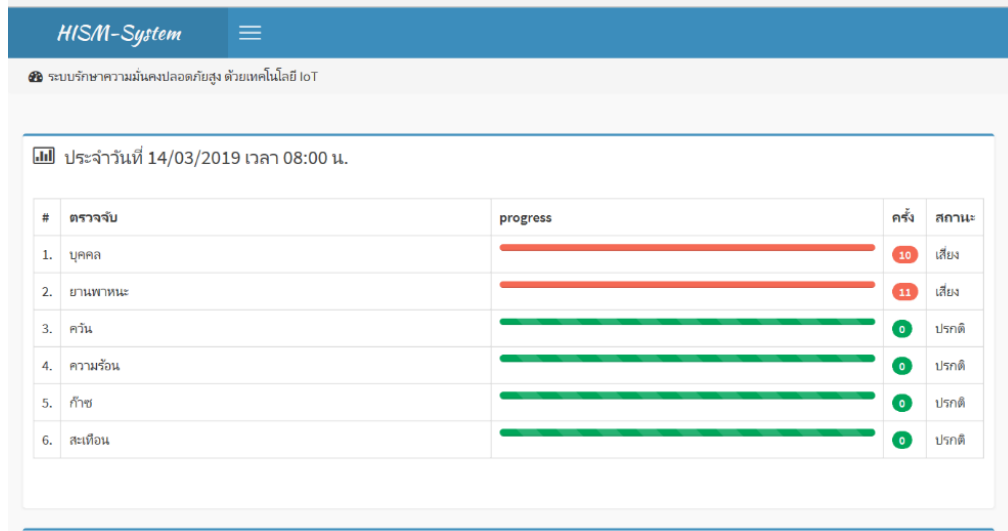 HISM-System
ระบบรักษาความมั่นคงปลอดภัยสูง ด้วยเทคโนโลยี IoT
ประจำวันที่ 14/03/2019 เวลา 08:00 น.
# ตรวจจับ progress ครั้ง สถานะ
1. บุคคล 10 เสี่ยง
2. ยานพาหนะ 11 เสี่ยง
3. ควัน 0 ปรกติ
4. ความร้อน 0 ปรกติ
5. ก๊าซ 0 ปรกติ
6. สะเทือน 0 ปรกติ